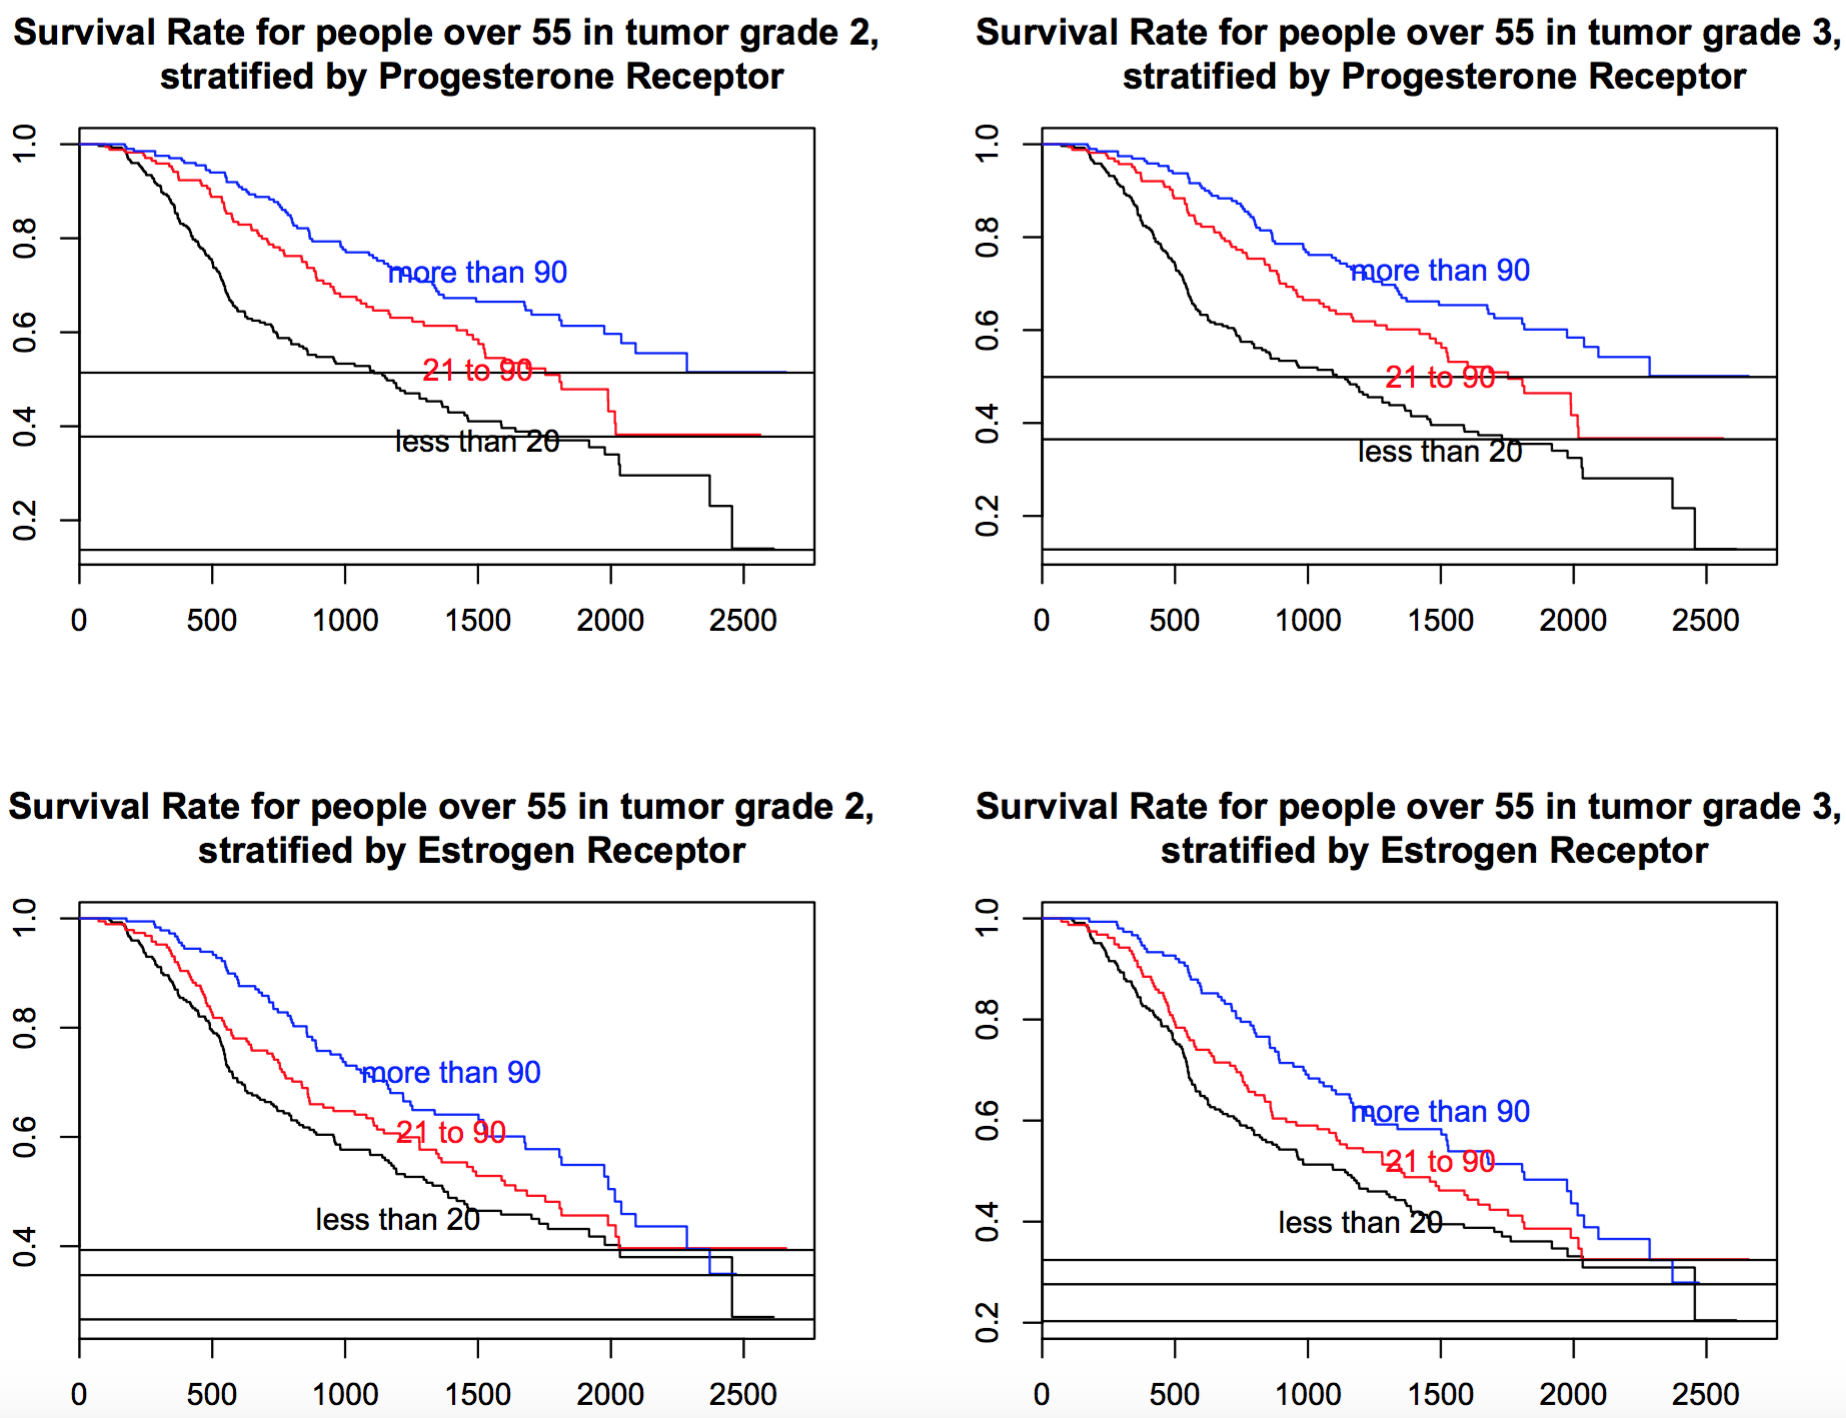 Survival Rate for people over 55 in tumor grade 2,
stratified by Progesterone Receptor
1.0
0.8
0.6
0.4
0.2
more than 90
21 to 90
less than 20
0 500 1000 1500 2000 2500
Survival Rate for people over 55 in tumor grade 3,
stratified by Progesterone Receptor
1.0
0.8
0.6
0.4
0.2
more than 90
21 to 90
less than 20
0 500 1000 1500 2000 2500
Survival Rate for people over 55 in tumor grade 2,
stratified by Estrogen Receptor
1.0
0.8
0.6
0.4
more than 90
21 to 90
less than 20
0 500 1000 1500 2000 2500
Survival Rate for people over 55 in tumor grade 3,
stratified by Estrogen Receptor
1.0
0.8
0.6
0.4
0.2
more than 90
21 to 90
less than 20
0 500 1000 1500 2000 2500